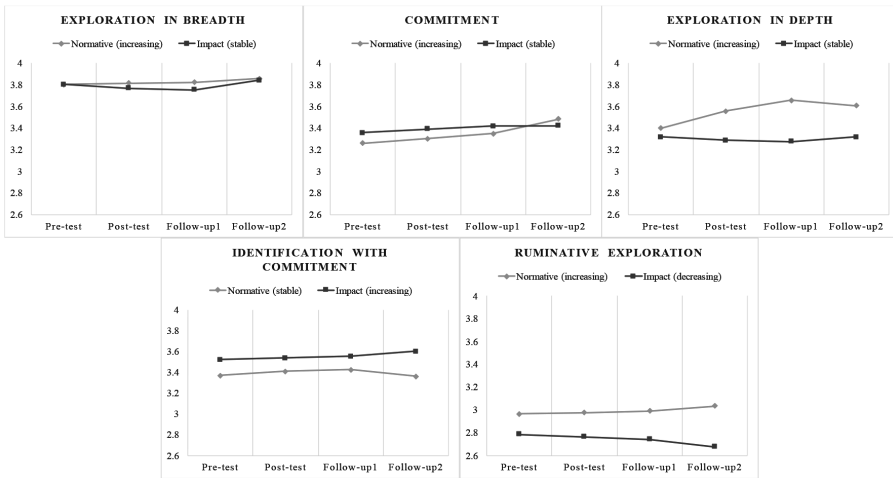 EXPLORATION IN BREADTH
Normative (increasing) Impact (stable)
4
3.8
3.6
3.4
3.2
3
2.8
2.6
Pre-test Post-test Follow-up1 Follow-up2
COMMITMENT
Normative (increasing) Impact (stable)
4
3.8
3.6
3.4
3.2
3
2.8
2.6
Pre-test Post-test Follow-up1 Follow-up2
EXPLORATION IN DEPTH
Normative (increasing) Impact (stable)
4
3.8
3.6
3.4
3.2
3
2.8
2.6
Pre-test Post-test Follow-up1 Follow-up2
IDENTIFICATION WITH
COMMITMENT
Normative (stable) Impact (increasing)
4
3.8
3.6
3.4
3.2
3
2.8
2.6
Pre-test Post-test Follow-up1 Follow-up2
RUMINATIVE EXPLORATION
Normative (increasing) Impact (decreasing)
4
3.8
3.6
3.4
3.2
3
2.8
2.6
Pre-test Post-test Follow-up1 Follow-up2